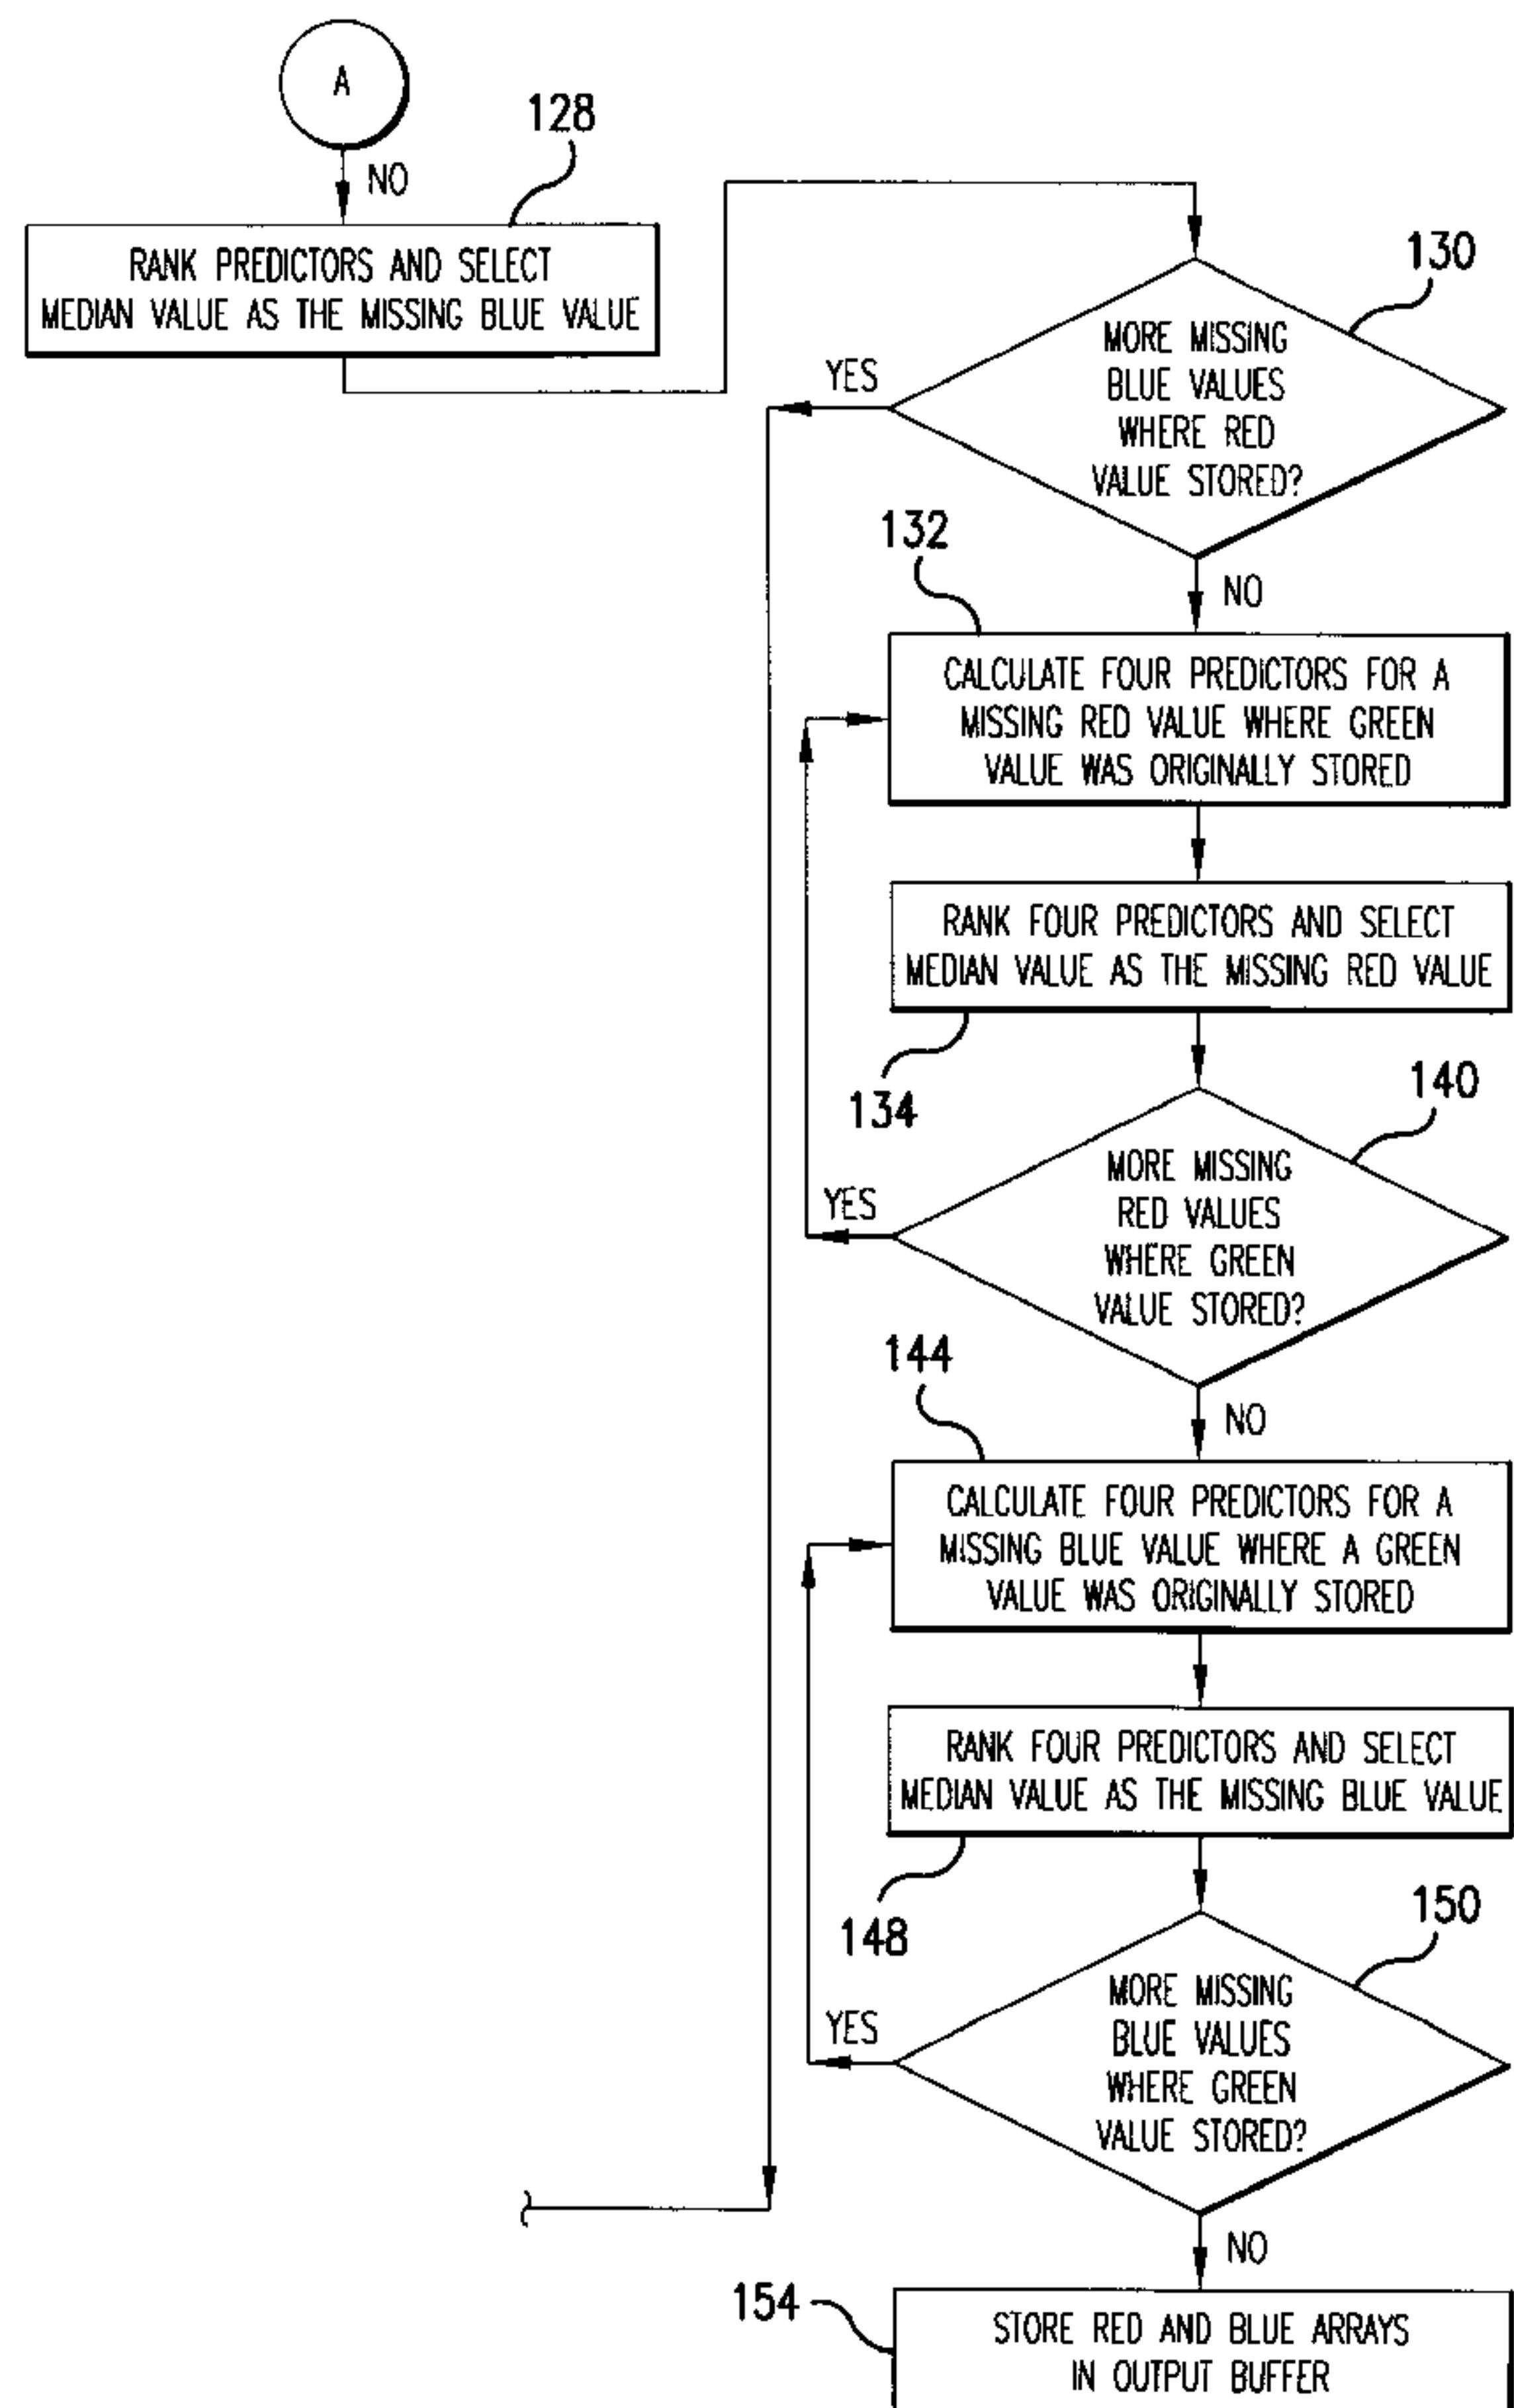 A
NO
128
RANK PREDICTORS AND SELECT
MEDIAN VALUE AS THE MISSING BLUE VALUE
130
MORE MISSING
BLUE VALUES
WHERE RED
VALUE STORED?
YES
NO
132
CALCULATE FOUR PREDICTORS FOR A
MISSING RED VALUE WHERE GREEN
VALUE WAS ORIGINALLY STORED
RANK FOUR PREDICTORS AND SELECT
MEDIAN VALUE AS THE MISSING RED VALUE
134
140
MORE MISSING
RED VALUES
WHERE GREEN
VALUE STORED?
YES
NO
144
CALCULATE FOUR PREDICTORS FOR A
MISSING BLUE VALUE WHERE A GREEN
VALUE WAS ORIGINALLY STORED
RANK FOUR PREDICTORS AND SELECT
MEDIAN VALUE AS THE MISSING BLUE VALUE
148
150
MORE MISSING
BLUE VALUES
WHERE GREEN
VALUE STORED?
YES
NO
154
STORE RED AND BLUE ARRAYS
IN OUTPUT BUFFER